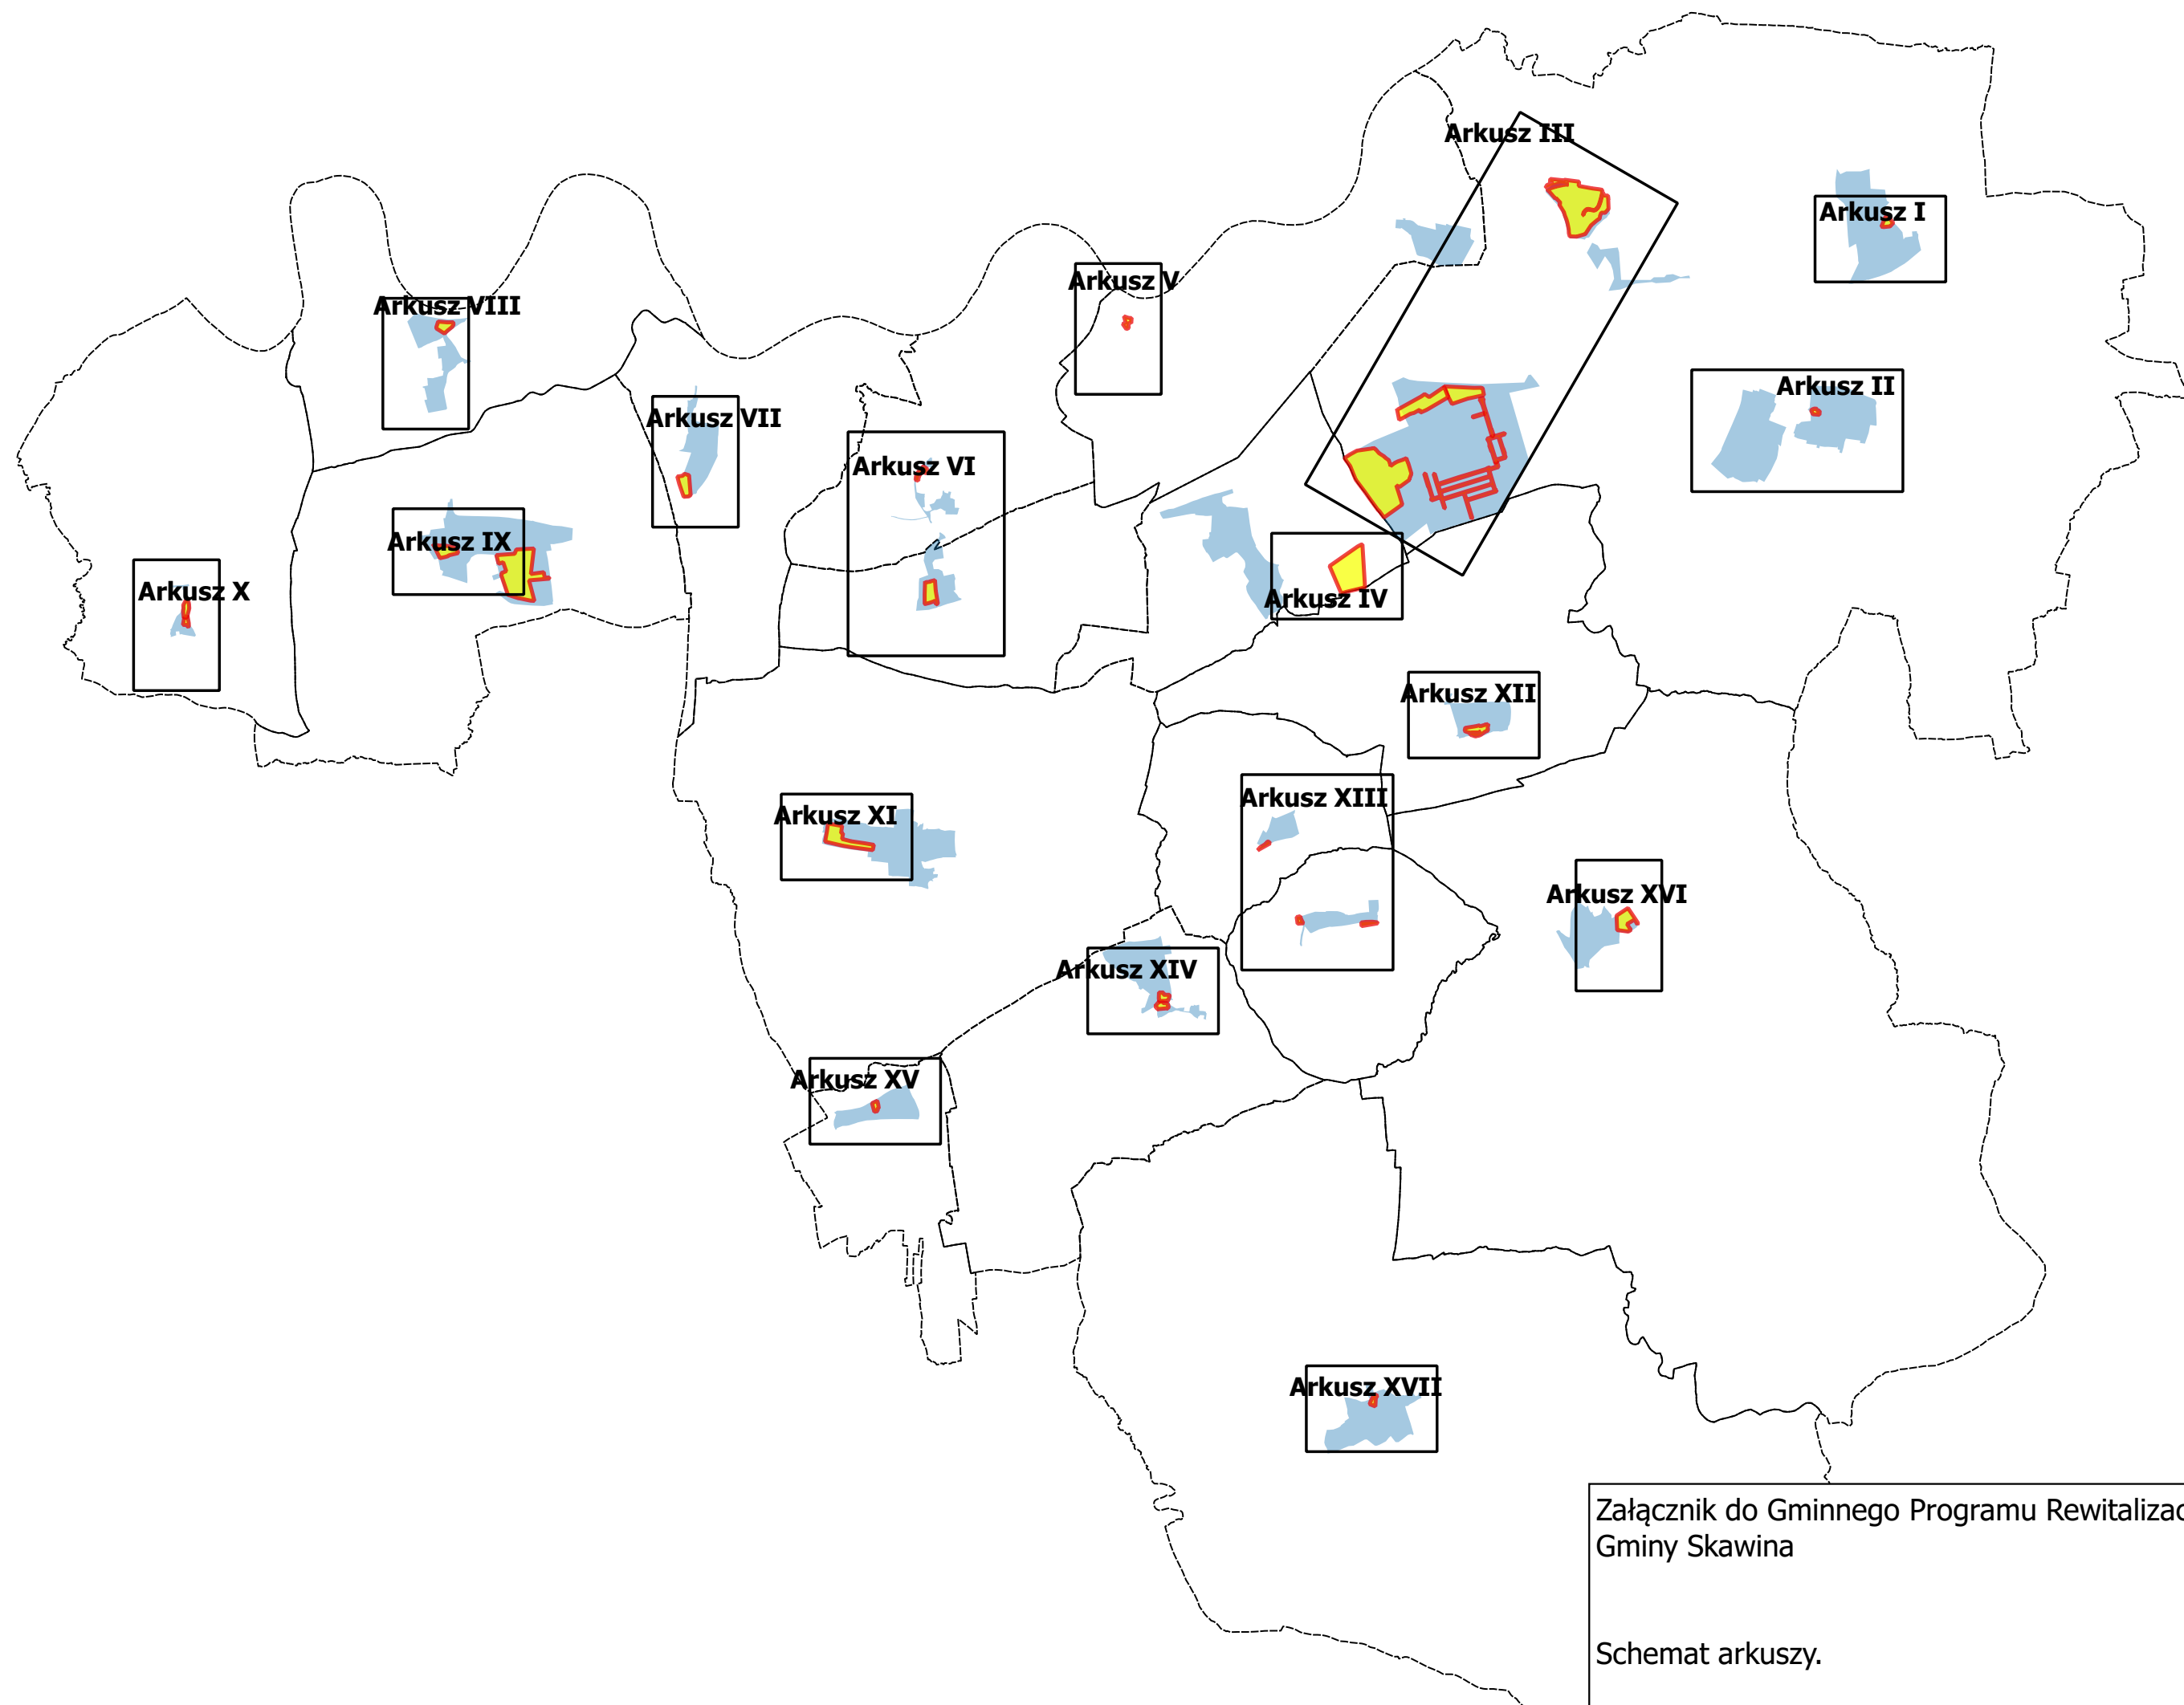 Arkusz III
Arkusz I
Arkusz V
Arkusz VIII
Arkusz II
Arkusz VII
Arkusz VI
Arkusz IX
Arkusz X
Arkusz IV
Arkusz XII
Arkusz XIII
Arkusz XI
Arkusz XVI
Arkusz XIV
Arkusz XV
Arkusz XVII
Załącznik do Gminnego Programu Rewitalizac
Gminy Skawina
Schemat arkuszy.